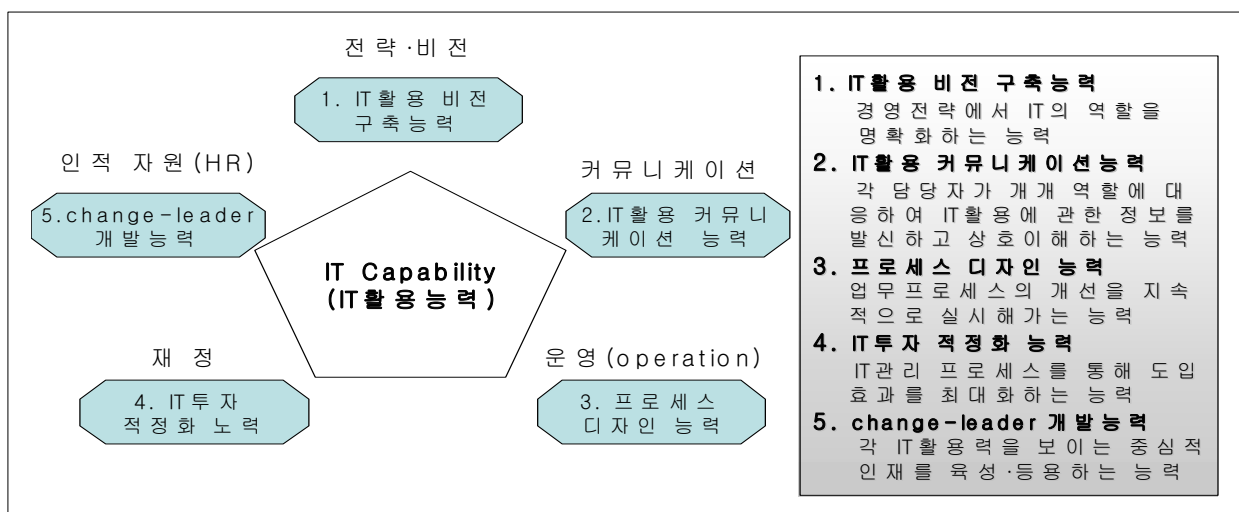 전략·비전
1. IT활용 비전
구축능력
인적 자원(HR)
5.change-leader
개발능력
커뮤니케이션
2.IT활용 커뮤니
케이션 능력
IT Capability
(IT활용능력)
재정
4. IT투자
적정화 노력
운영(operation)
3. 프로세스
디자인 능력
1. IT활용 비전 구축능력
경영전략에서 IT의 역할을
명확화하는 능력
2. IT활용 커뮤니케이션능력
각 담당자가 개개 역할에 대
응하여 IT활용에 관한 정보를
발신하고 상호이해하는 능력
3. 프로세스 디자인 능력
업무프로세스의 개선을 지속
적으로 실시해가는 능력
4. IT투자 적정화 능력
IT관리 프로세스를 통해 도입
효과를 최대화하는 능력
5. change-leader 개발능력
각 IT활용력을 보이는 중심적
인재를 육성·등용하는 능력